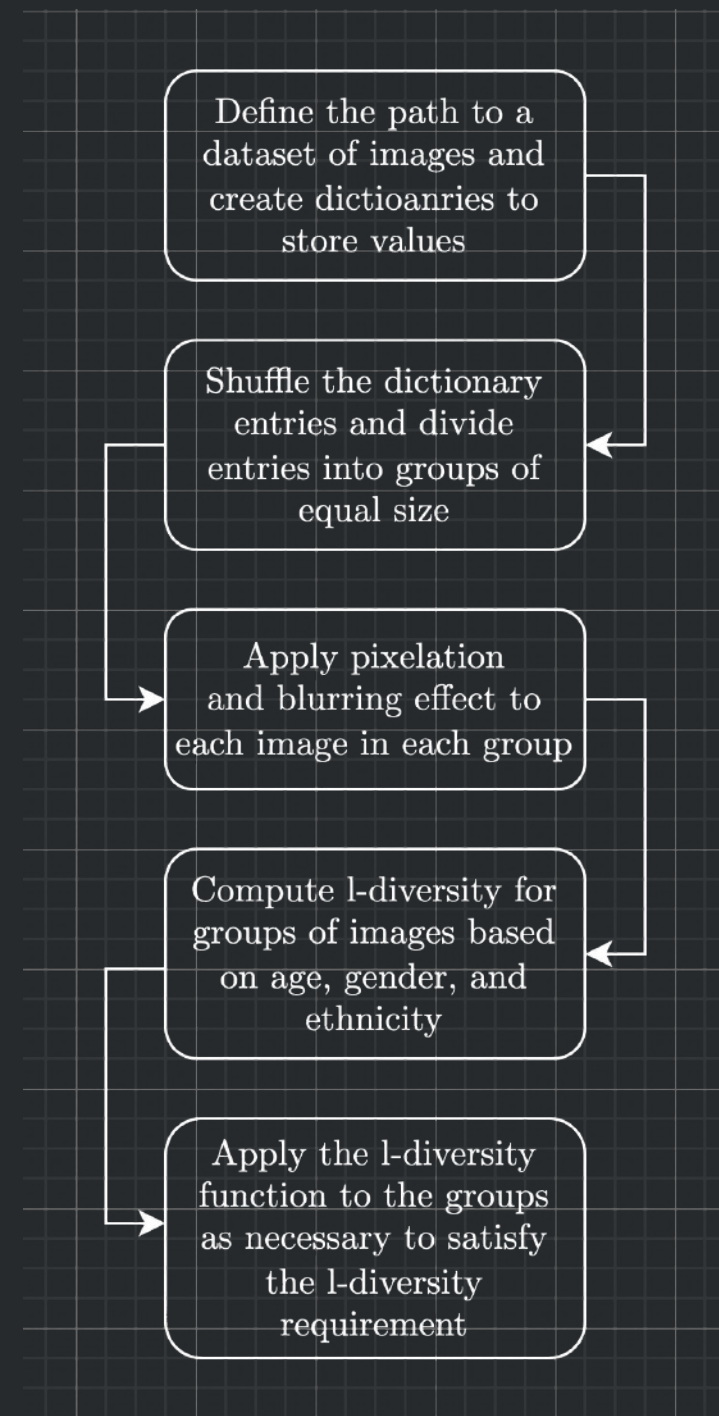 Define the path to a
dataset of images and
create dictioanries to
store values
Shuffle the dictionary
entries and divide
entries into groups of
equal size
Apply pixelation
and blurring effect to
each image in each group
Compute l-diversity for
groups of images based
on age, gender, and
ethnicity
Apply the l-diversity
function to the groups
as necessary to satisfy
the l-diversity
requirement